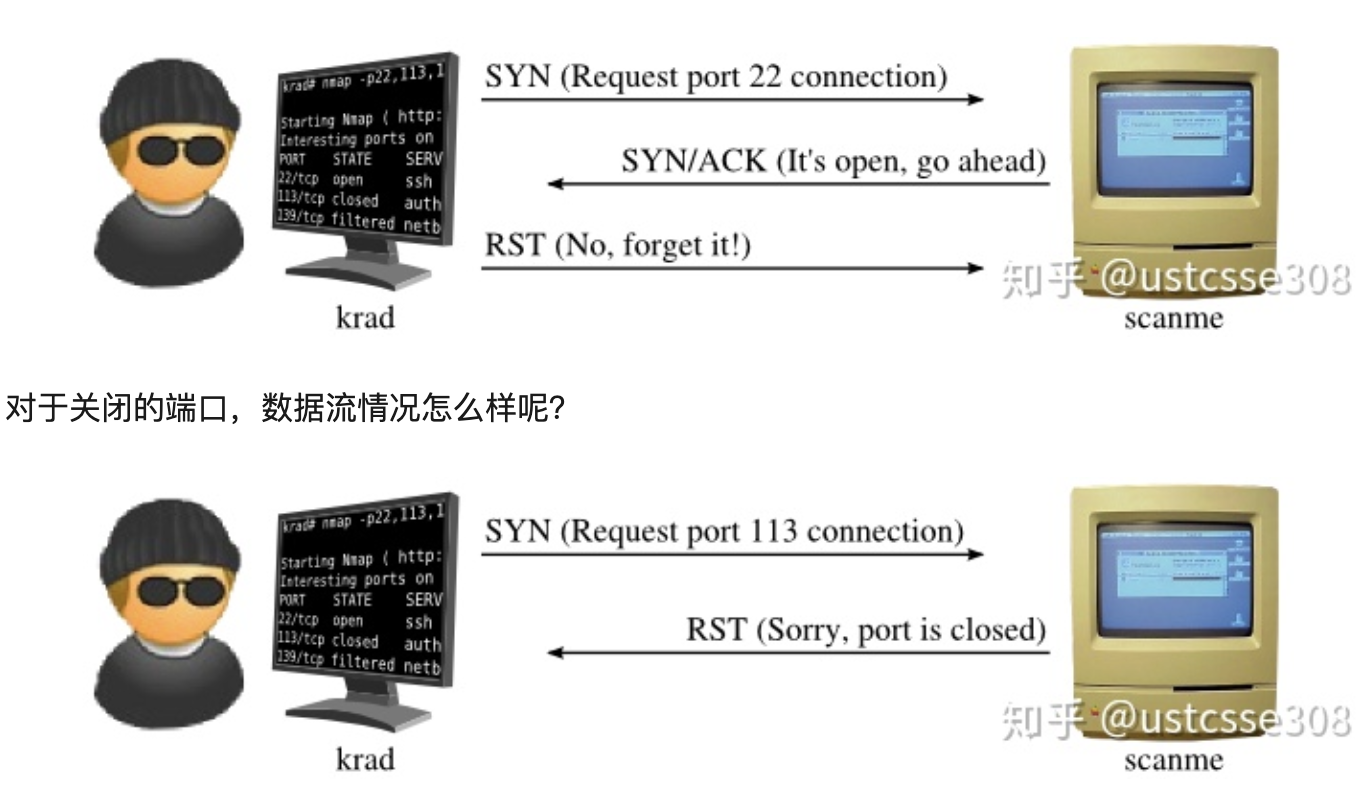 krad# nmap -p22,113,1
Starting Nmap ( http:
Interesting ports on
PORT STATE SERV
22/tcp open ssh
113/tcp closed auth
139/tcp filtered netb
SYN (Request port 22 connection)
SYN/ACK (It's open, go ahead)
RST (No, forget it!)
知乎 @ustcsse308
krad
scanme
对于关闭的端口，数据流情况怎么样呢？
krad# nmap -p22,113,1
Starting Nmap ( http:
Interesting ports on
PORT STATE SERV
22/tcp open ssh
113/tcp closed auth
139/tcp filtered netb
SYN (Request port 113 connection)
RST (Sorry, port is closed)
知乎 @ustcsse308
krad
scanme